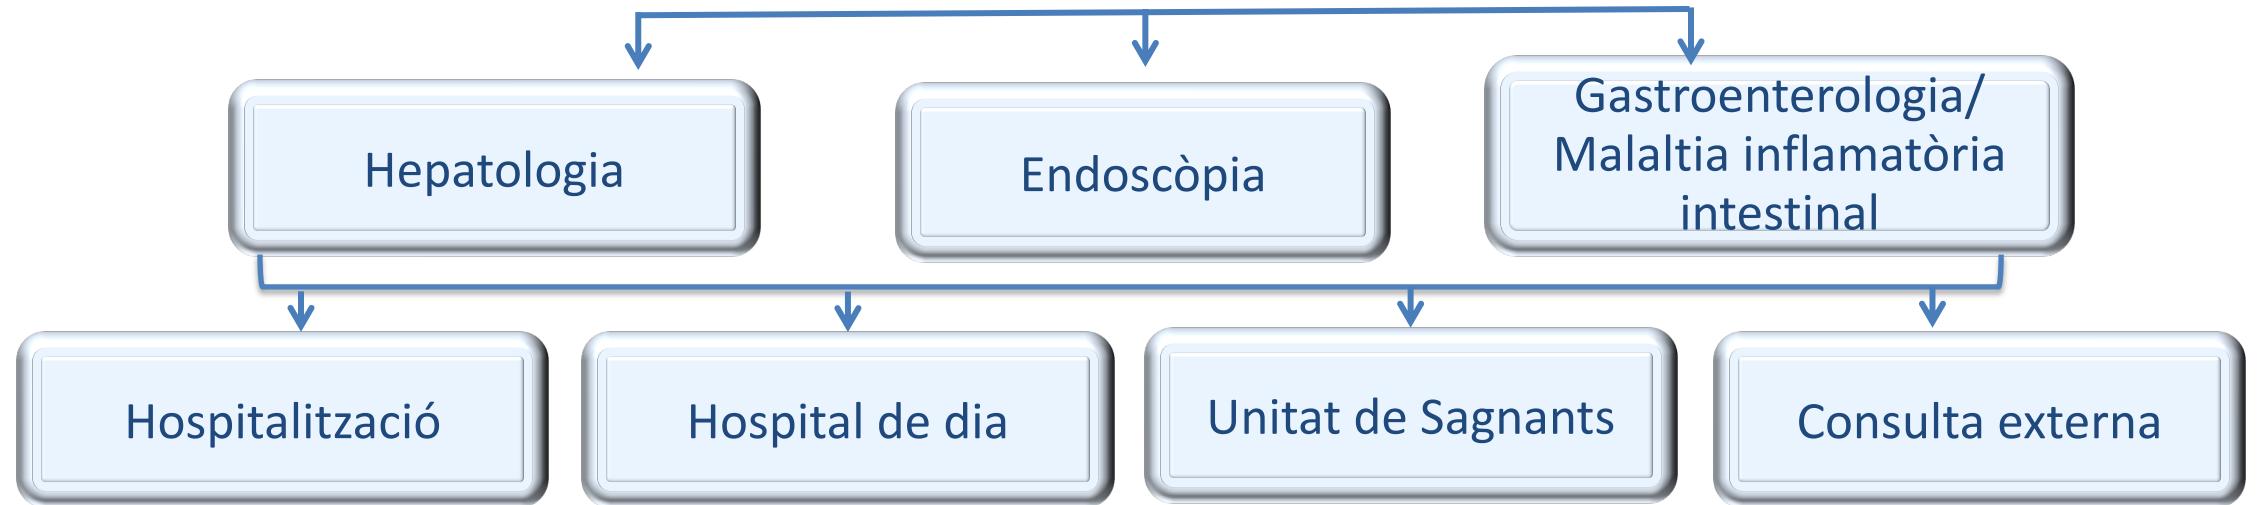 Hepatologia
Endoscòpia
Gastroenterologia/
Malaltia inflamatòria
intestinal
Hospitalització
Hospital de dia
Unitat de Sagnants
Consulta externa